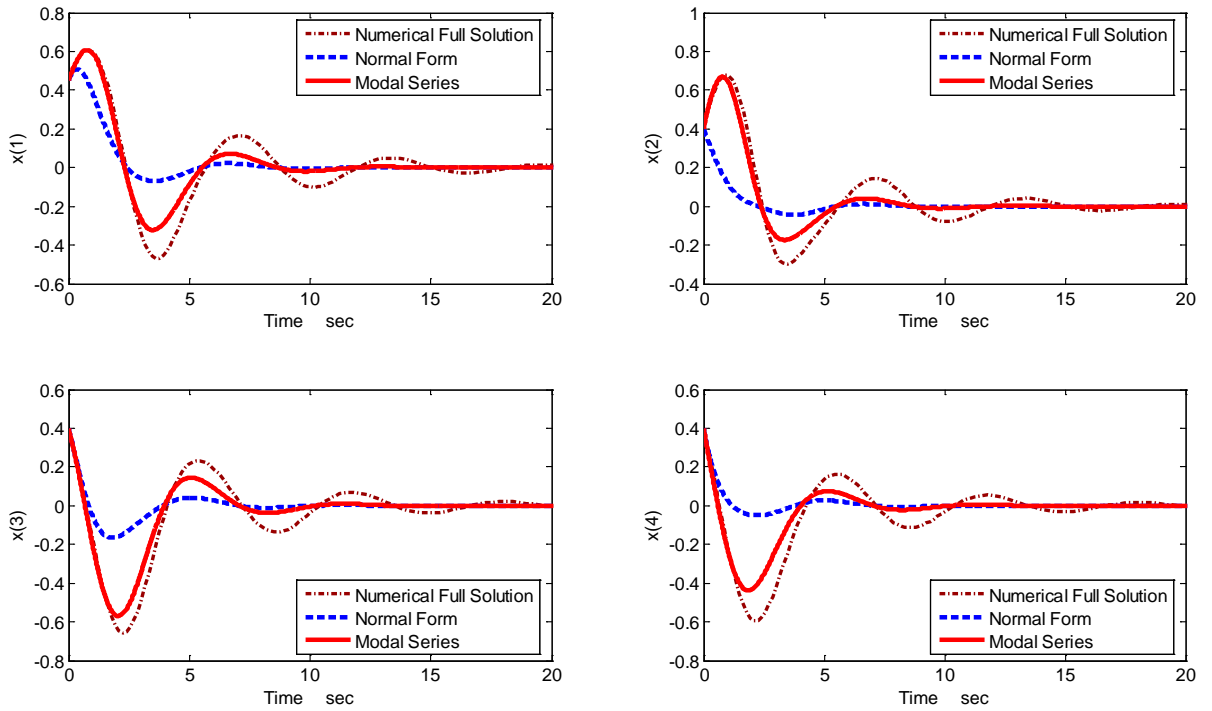 0.8
0.6
0.4
0.2
0
-0.2
-0.4
-0.6
x(1)
0 5 10 15 20
Time sec
Numerical Full Solution
Normal Form
Modal Series
1
0.8
0.6
0.4
0.2
0
-0.2
-0.4
x(2)
0 5 10 15 20
Time sec
Numerical Full Solution
Normal Form
Modal Series
0.6
0.4
0.2
0
-0.2
-0.4
-0.6
-0.8
x(3)
0 5 10 15 20
Time sec
Numerical Full Solution
Normal Form
Modal Series
0.6
0.4
0.2
0
-0.2
-0.4
-0.6
-0.8
x(4)
0 5 10 15 20
Time sec
Numerical Full Solution
Normal Form
Modal Series